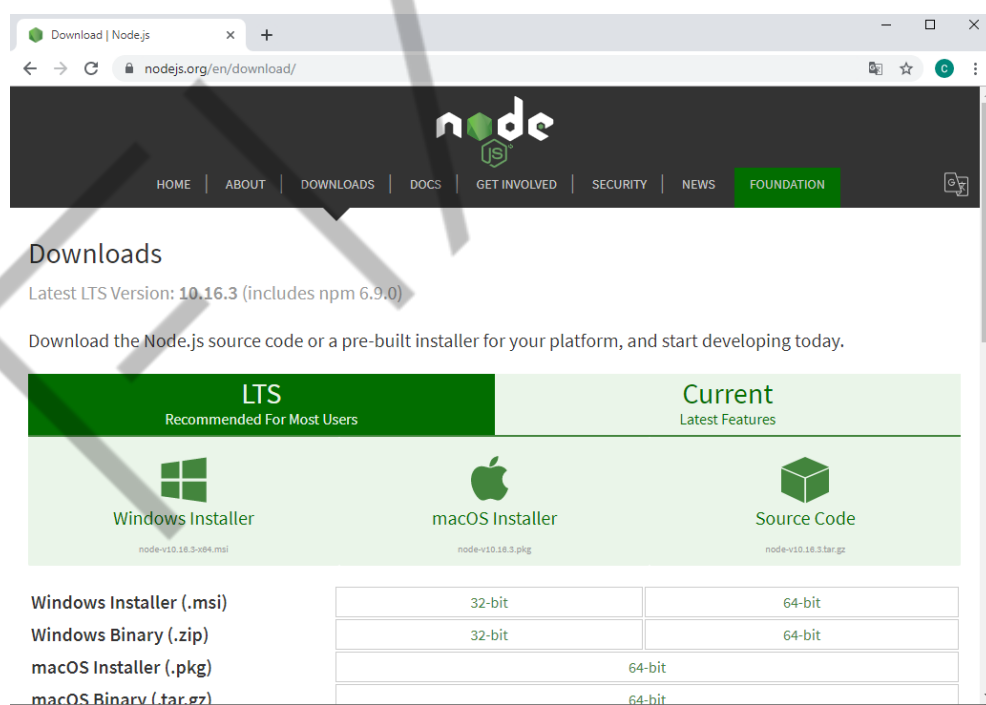 Download | Node.js
nodejs.org/en/download/
C
node
JS
HOME | ABOUT | DOWNLOADS | DOCS | GET INVOLVED | SECURITY | NEWS FOUNDATION
Downloads
Latest LTS Version: 10.16.3 (includes npm 6.9.0)
Download the Node.js source code or a pre-built installer for your platform, and start developing today.
LTS
Recommended For Most Users
Current
Latest Features
Windows Installer
node-v10.16.3-x64.msi
macOS Installer
node-v10.16.3.pkg
Source Code
node-v10.16.3.tar.gz
Windows Installer (.msi) 32-bit 64-bit
Windows Binary (.zip) 32-bit 64-bit
macOS Installer (.pkg) 64-bit
macOS Binary (.tar.gz) 64-bit